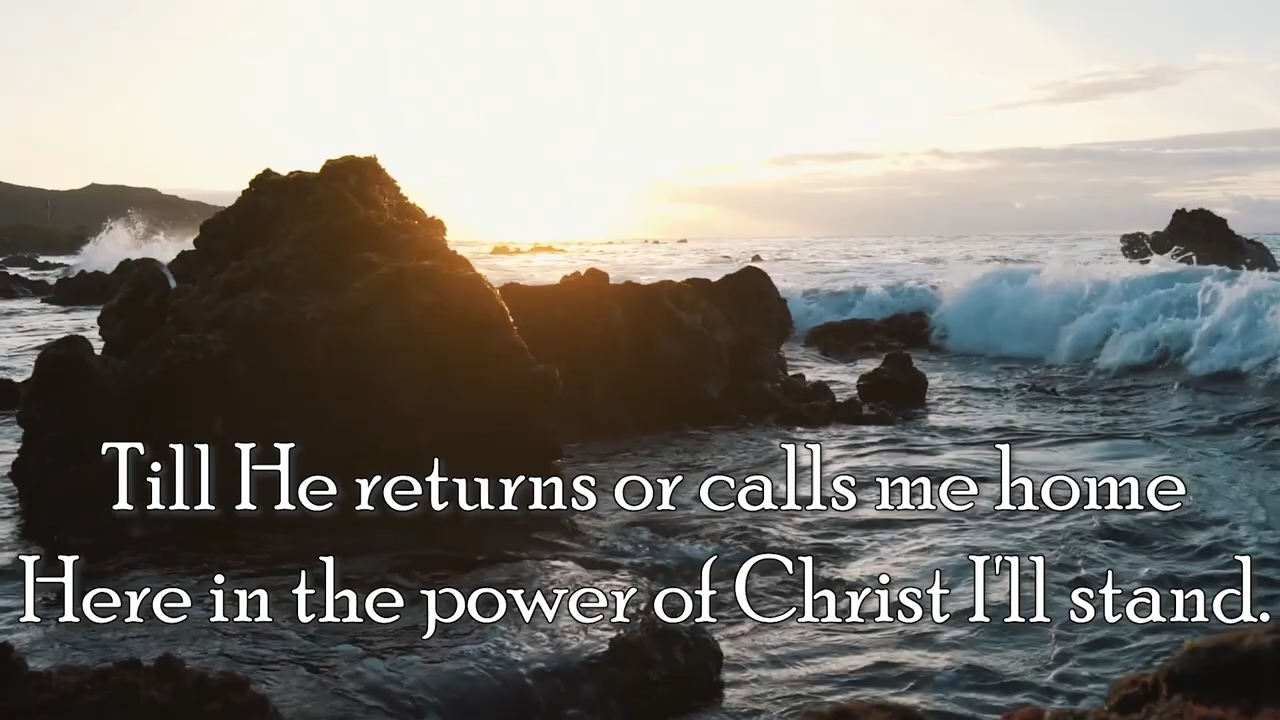 Till He returns or calls me home
Here in the power of Christ I'll stand.